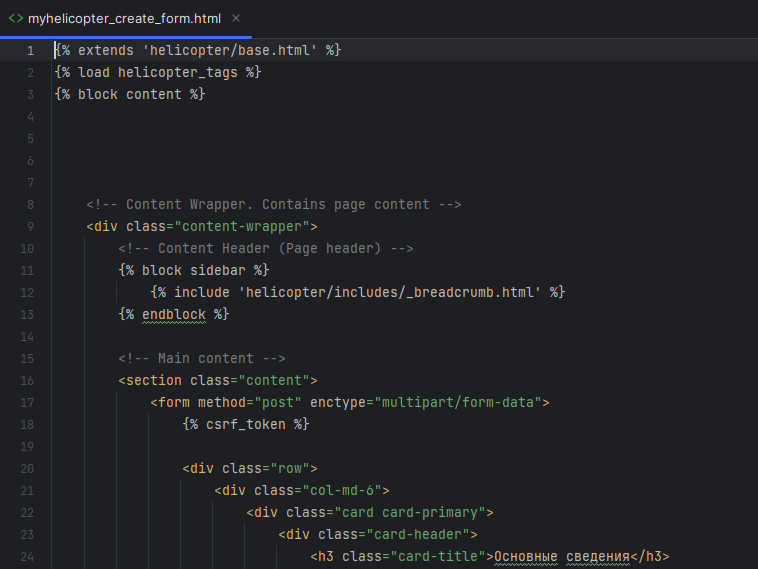 <> myhelicopter_create_form.html ×
1 {% extends 'helicopter/base.html' %}
2 {% load helicopter_tags %}
3 {% block content %}
4
5
6
7
8 <!-- Content Wrapper. Contains page content -->
9 <div class="content-wrapper">
10 <!-- Content Header (Page header) -->
11 {% block sidebar %}
12 {% include 'helicopter/includes/_breadcrumb.html' %}
13 {% endblock %}
14
15 <!-- Main content -->
16 <section class="content">
17 <form method="post" enctype="multipart/form-data">
18 {% csrf_token %}
19
20 <div class="row">
21 <div class="col-md-6">
22 <div class="card card-primary">
23 <div class="card-header">
24 <h3 class="card-title">Основные сведения</h3>